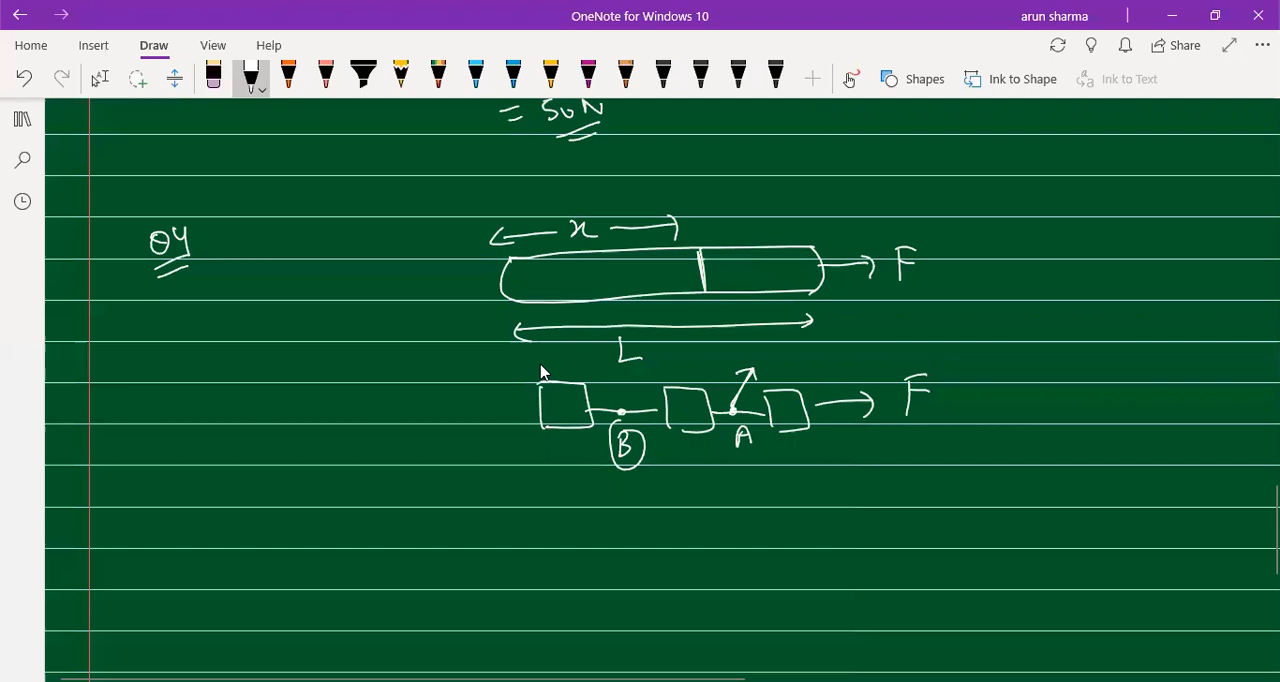 OneNote for Windows 10
arun sharma
Home Insert Draw View Help
Share
Shapes Ink to Shape Ink to Text
= 50N
Q4
x
F
L
F
B A